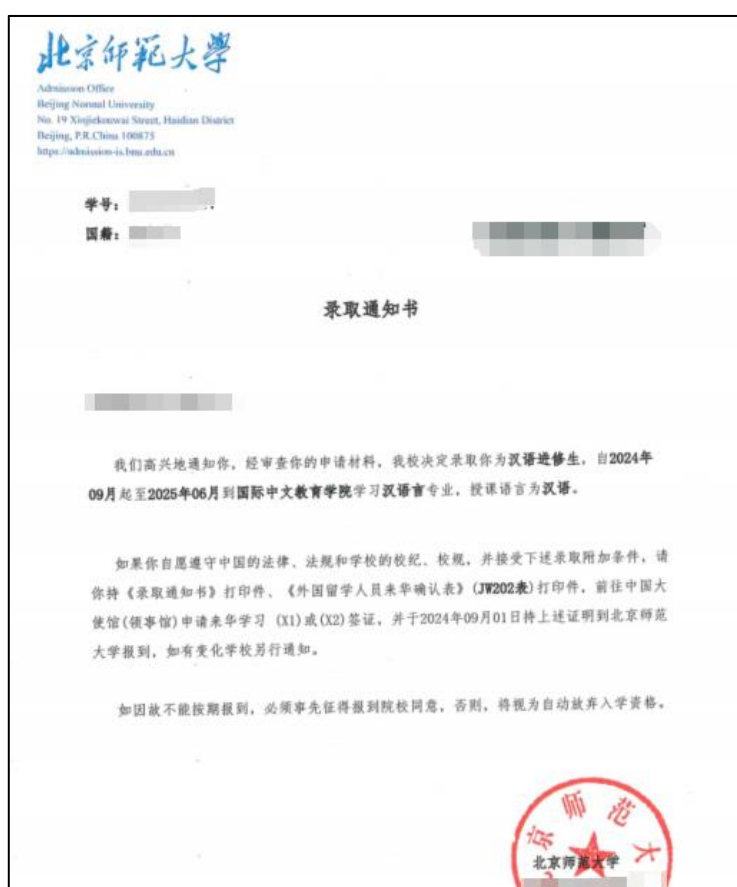 北京师范大学
Admission Office
Beijing Normal University
No. 19 Xinjiekouwai Street, Haidian District
Beijing, P.R.China 100875
https://admission-is.bnu.edu.cn
学号：
国籍：
录取通知书
我们高兴地通知你，经审查你的申请材料，我校决定录取你为汉语进修生，自2024年
09月起至2025年06月到国际中文教育学院学习汉语言专业，授课语言为汉语。
如果你自愿遵守中国的法律、法规和学校的校纪、校规，并接受下述录取附加条件，请
你持《录取通知书》打印件、《外国留学人员来华确认表》(JW202表)打印件，前往中国大
使馆(领事馆)申请来华学习 (X1)或(X2)签证，并于2024年09月01日持上述证明到北京师范
大学报到，如有变化学校另行通知。
如因故不能按期报到，必须事先征得报到院校同意，否则，将视为自动放弃入学资格。
京师范大
北京师范大学